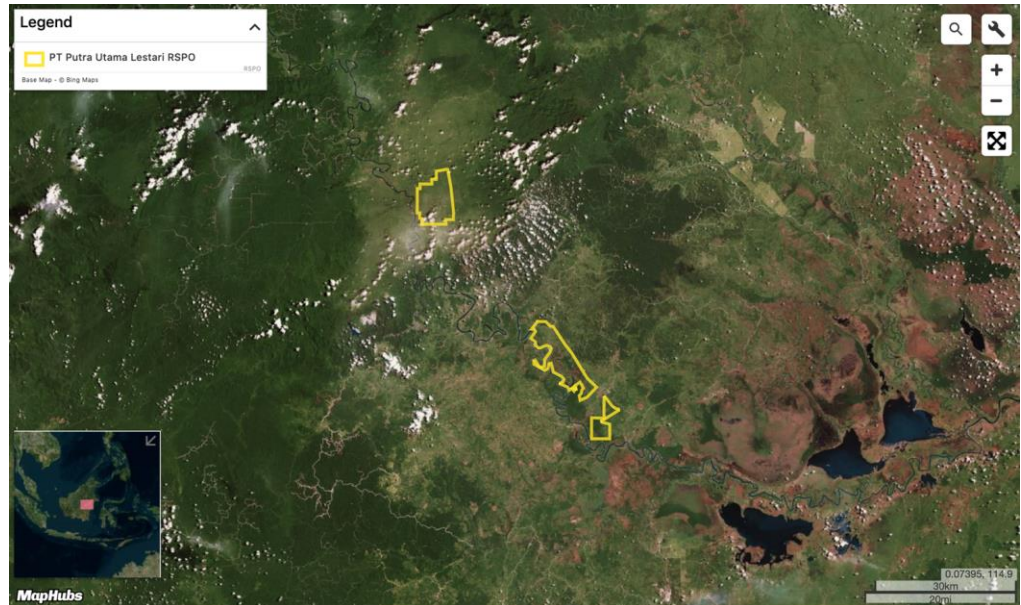 Legend
PT Putra Utama Lestari RSPO
RSPO
Base Map - © Bing Maps
+
−
MapHubs
0.07395, 114.9
30km
20mi